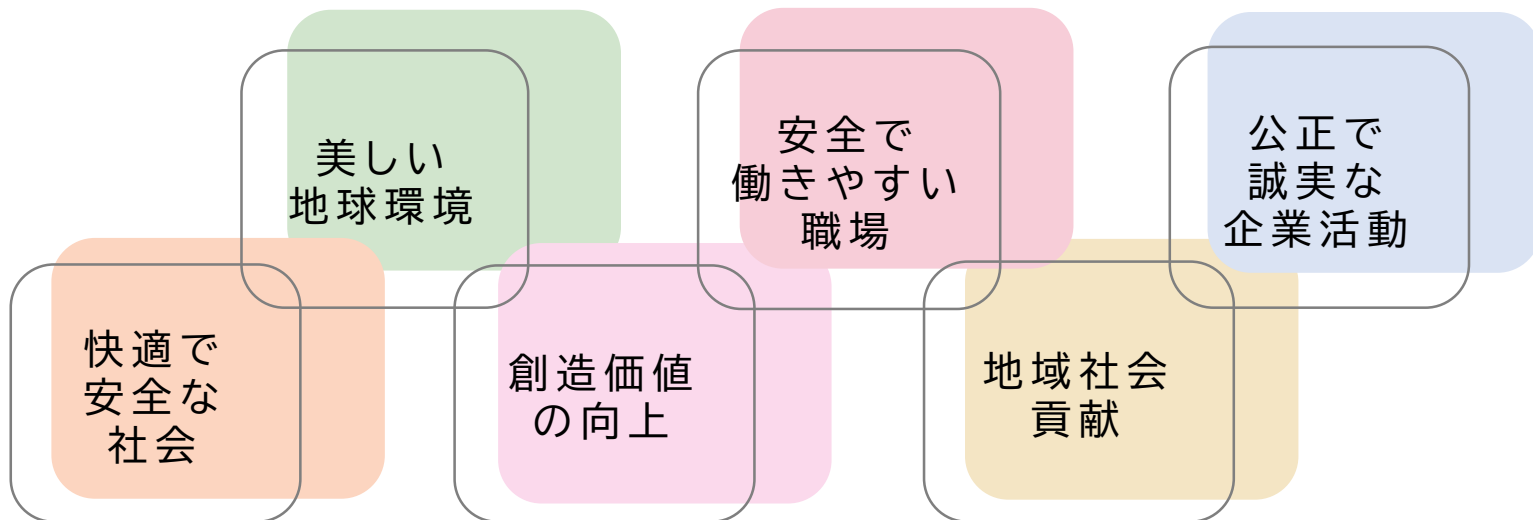 美しい
地球環境
安全で
働きやすい
職場
公正で
誠実な
企業活動
快適で
安全な
社会
創造価値
の向上
地域社会
貢献